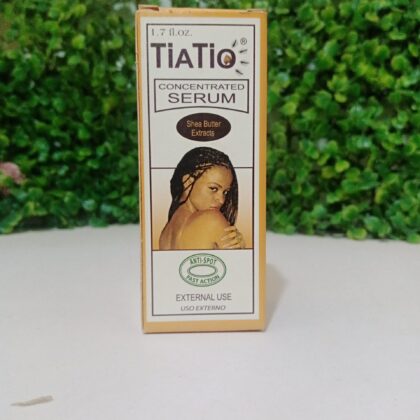 1.7 fl.oz.
TiATiO®
CONCENTRATED
SERUM
Shea Butter
Extracts
ANTI-SPOT
FAST ACTION
EXTERNAL USE
USO EXTERNO